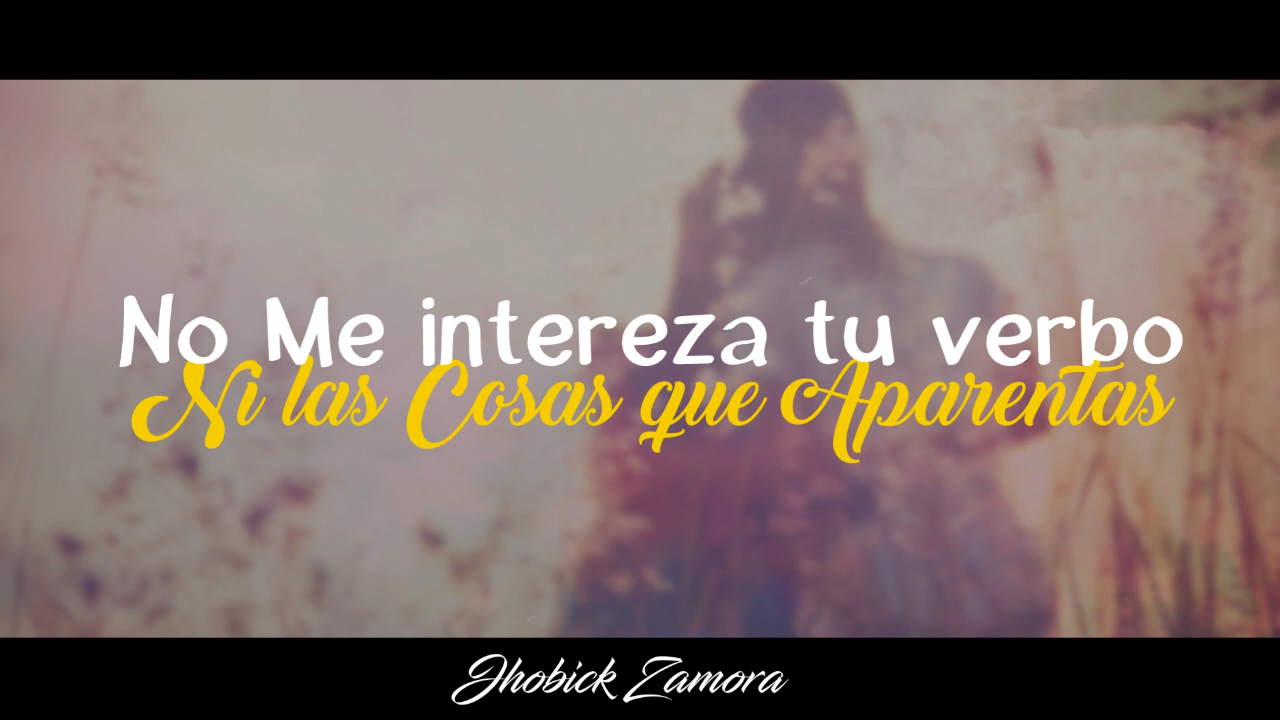 No Me intereza tu verbo
Ni las Cosas que Aparentas
Jhobick Zamora